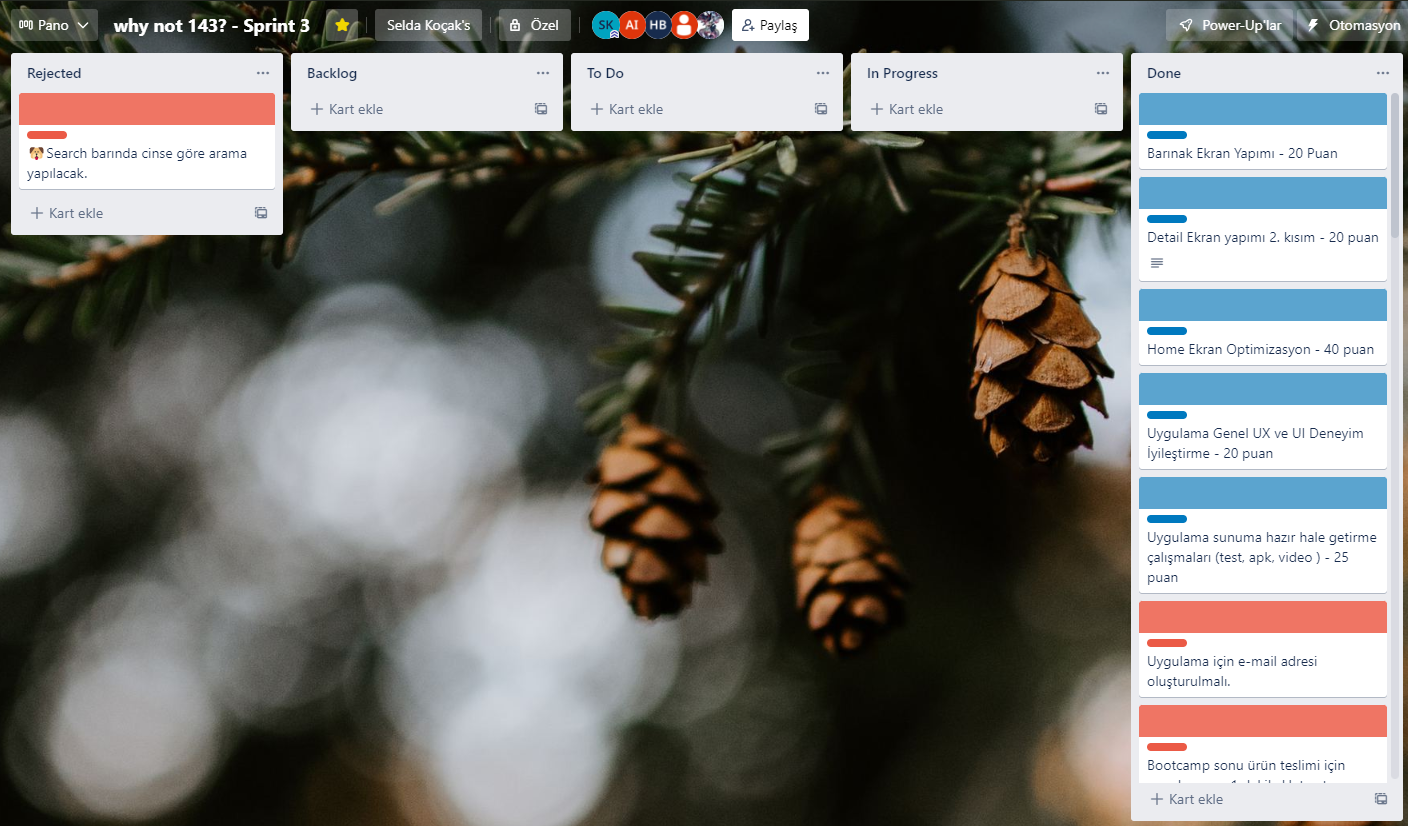 Pano
why not 143? - Sprint 3
Selda Koçak's
Özel
SK
AI
HB
Paylaş
Power-Up'lar
Otomasyon
Rejected
Search barında cinse göre arama
yapılacak.
Kart ekle
Backlog
Kart ekle
To Do
Kart ekle
In Progress
Kart ekle
Done
Barınak Ekran Yapımı - 20 Puan
Detail Ekran yapımı 2. kısım - 20 puan
Home Ekran Optimizasyon - 40 puan
Uygulama Genel UX ve UI Deneyim
İyileştirme - 20 puan
Uygulama sunuma hazır hale getirme
çalışmaları (test, apk, video ) - 25
puan
Uygulama için e-mail adresi
oluşturulmalı.
Bootcamp sonu ürün teslimi için
Kart ekle